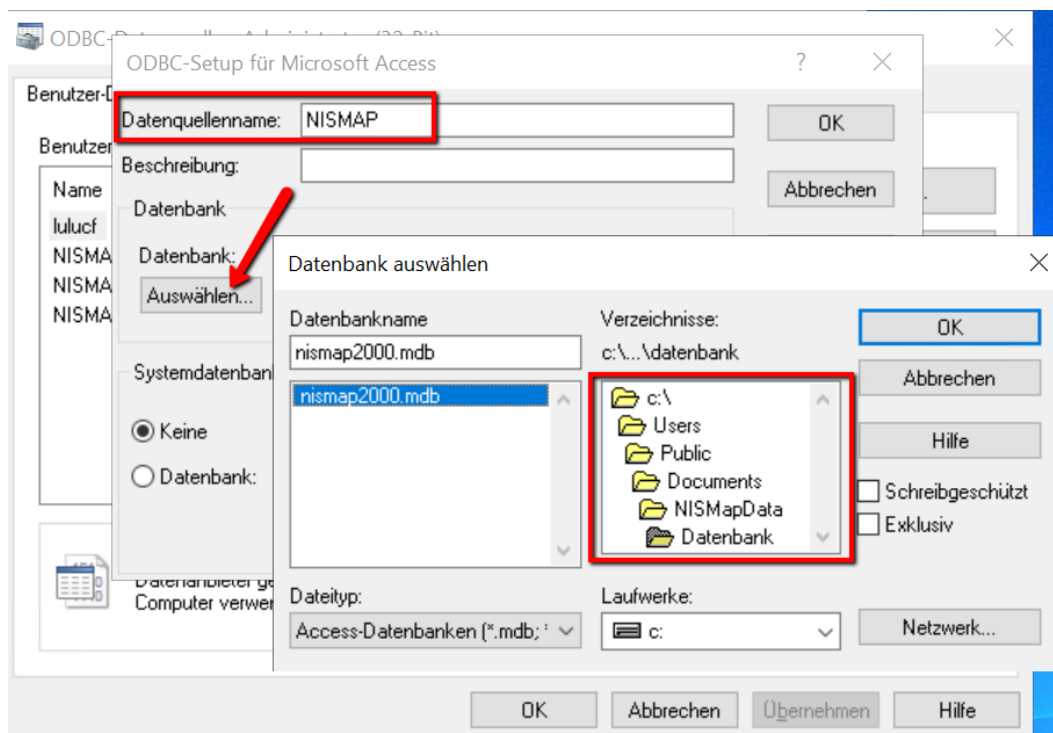 ODBC-
ODBC-Setup für Microsoft Access
?
Benutzer-D
Datenquellenname: NISMAP
OK
Benutzer
Beschreibung:
Abbrechen
Name
Datenbank
lulucf
NISMA
Datenbank:
Datenbank auswählen
NISMA
Auswählen...
NISMA
Datenbankname
Verzeichnisse:
OK
nismap2000.mdb
c:\...\datenbank
Systemdatenban
Abbrechen
nismap2000.mdb
c:\
Users
Keine
Public
Hilfe
Datenbank:
Documents
Schreibgeschützt
NISMapData
Exklusiv
Datenbank
Computer verwer
Dateityp:
Laufwerke:
Access-Datenbanken (*.mdb;
c:
Netzwerk...
OK
Abbrechen
Übernehmen
Hilfe